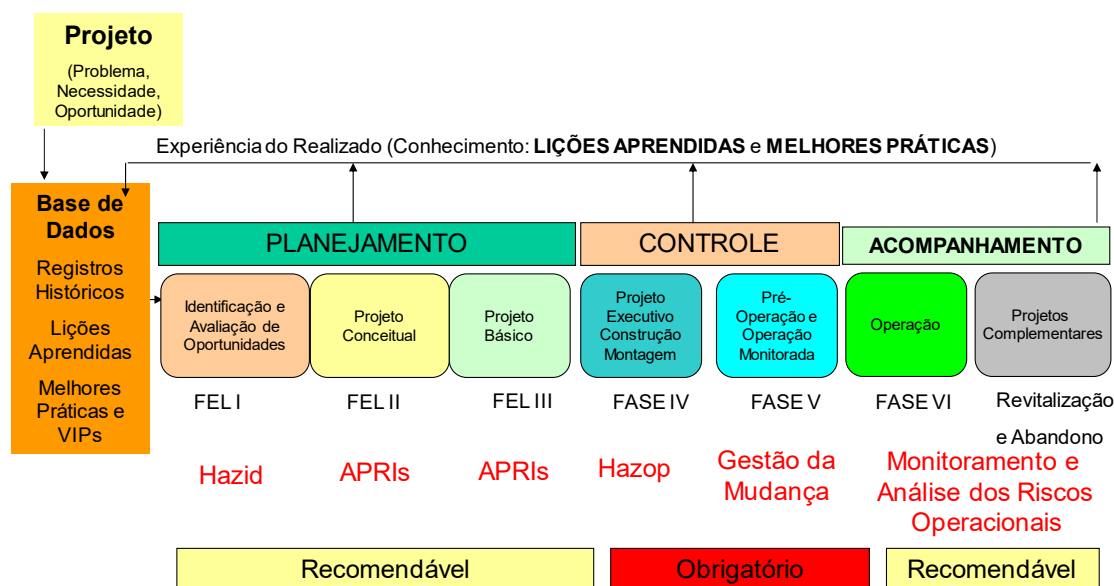 Projeto
(Problema,
Necessidade,
Oportunidade)
Experiência do Realizado (Conhecimento: LIÇÕES APRENDIDAS e MELHORES PRÁTICAS)
Base de
Dados
Registros
Históricos
Lições
Aprendidas
Melhores
Práticas e
VIPs
PLANEJAMENTO
CONTROLE
ACOMPANHAMENTO
Identificação e
Avaliação de
Oportunidades
Projeto
Conceitual
Projeto
Básico
Projeto
Executivo
Construção
Montagem
Pré-
Operação e
Operação
Monitorada
Operação
Projetos
Complementares
FEL I
FEL II
FEL III
FASE IV
FASE V
FASE VI
Revitalização
e Abandono
Hazid
APRIs
APRIs
Hazop
Gestão da
Mudança
Monitoramento e
Análise dos Riscos
Operacionais
Recomendável
Obrigatório
Recomendável